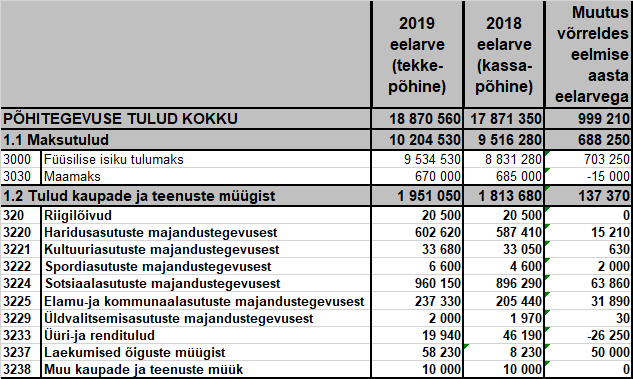 2019 eelarve (tekke-põhine) 2018 eelarve (kassa-põhine) Muutus võrreldes eelmise aasta eelarvega
PÕHITEGEVUSE TULUD KOKKU 18 870 560 17 871 350 999 210
1.1 Maksutulud 10 204 530 9 516 280 688 250
3000 Füüsilise isiku tulumaks 9 534 530 8 831 280 703 250
3030 Maamaks 670 000 685 000 -15 000
1.2 Tulud kaupade ja teenuste müügist 1 951 050 1 813 680 137 370
320 Riigilõivud 20 500 20 500 0
3220 Haridusasutuste majandustegevusest 602 620 587 410 15 210
3221 Kultuuriasutuste majandustegevusest 33 680 33 050 630
3222 Spordiasutuste majandustegevusest 6 600 4 600 2 000
3224 Sotsiaalasutuste majandustegevusest 960 150 896 290 63 860
3225 Elamu-ja kommunaalasutuste majandustegevusest 237 330 205 440 31 890
3229 Üldvalitsemisasutuste majandustegevusest 2 000 1 970 30
3233 Üüri-ja renditulud 19 940 46 190 -26 250
3237 Laekumised õiguste müügist 58 230 8 230 50 000
3238 Muu kaupade ja teenuste müük 10 000 10 000 0